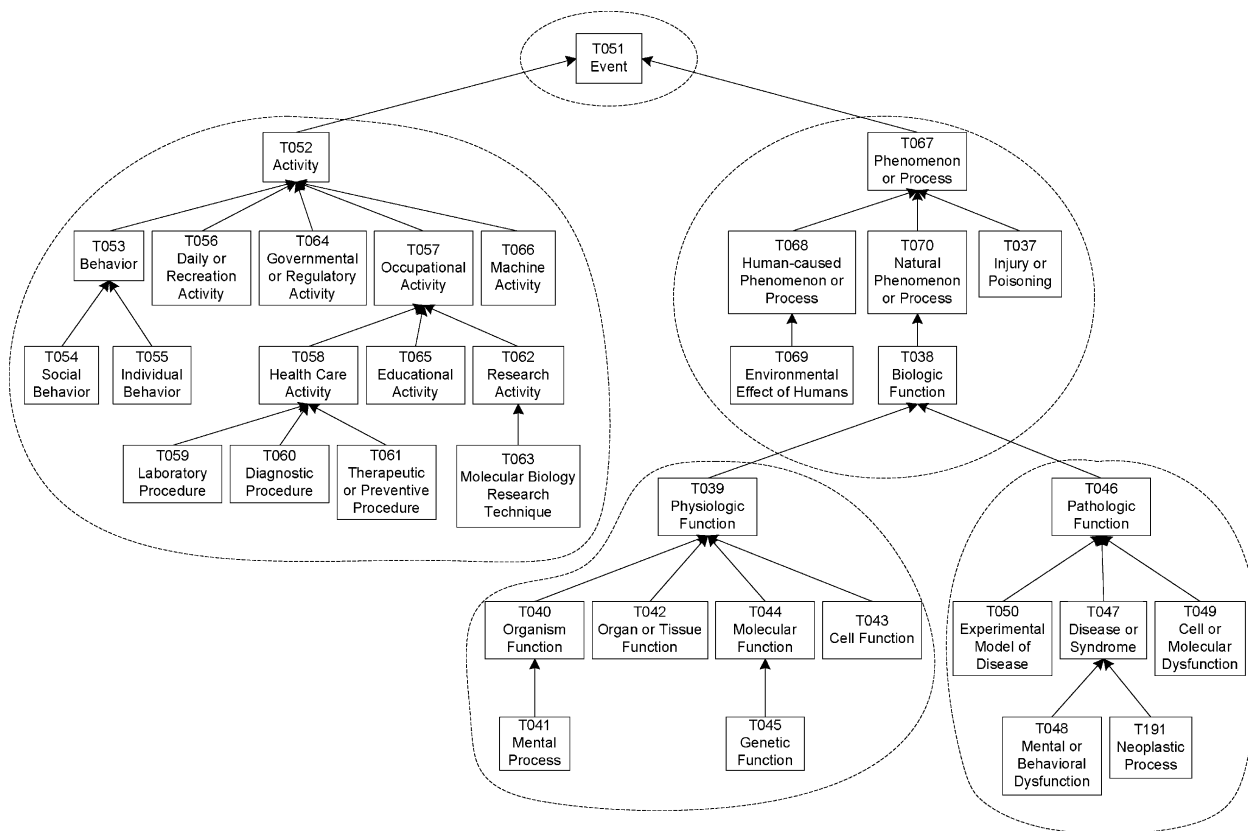 T051
Event
T052
Activity
T067
Phenomenon
or Process
T053
Behavior
T056
Daily or
Recreation
Activity
T064
Governmental
or Regulatory
Activity
T057
Occupational
Activity
T066
Machine
Activity
T068
Human-caused
Phenomenon or
Process
T070
Natural
Phenomenon
or Process
T037
Injury or
Poisoning
T054
Social
Behavior
T055
Individual
Behavior
T058
Health Care
Activity
T065
Educational
Activity
T062
Research
Activity
T069
Environmental
Effect of Humans
T038
Biologic
Function
T059
Laboratory
Procedure
T060
Diagnostic
Procedure
T061
Therapeutic
or Preventive
Procedure
T063
Molecular Biology
Research
Technique
T039
Physiologic
Function
T046
Pathologic
Function
T040
Organism
Function
T042
Organ or Tissue
Function
T044
Molecular
Function
T043
Cell Function
T050
Experimental
Model of
Disease
T047
Disease or
Syndrome
T049
Cell or
Molecular
Dysfunction
T041
Mental
Process
T045
Genetic
Function
T048
Mental or
Behavioral
Dysfunction
T191
Neoplastic
Process